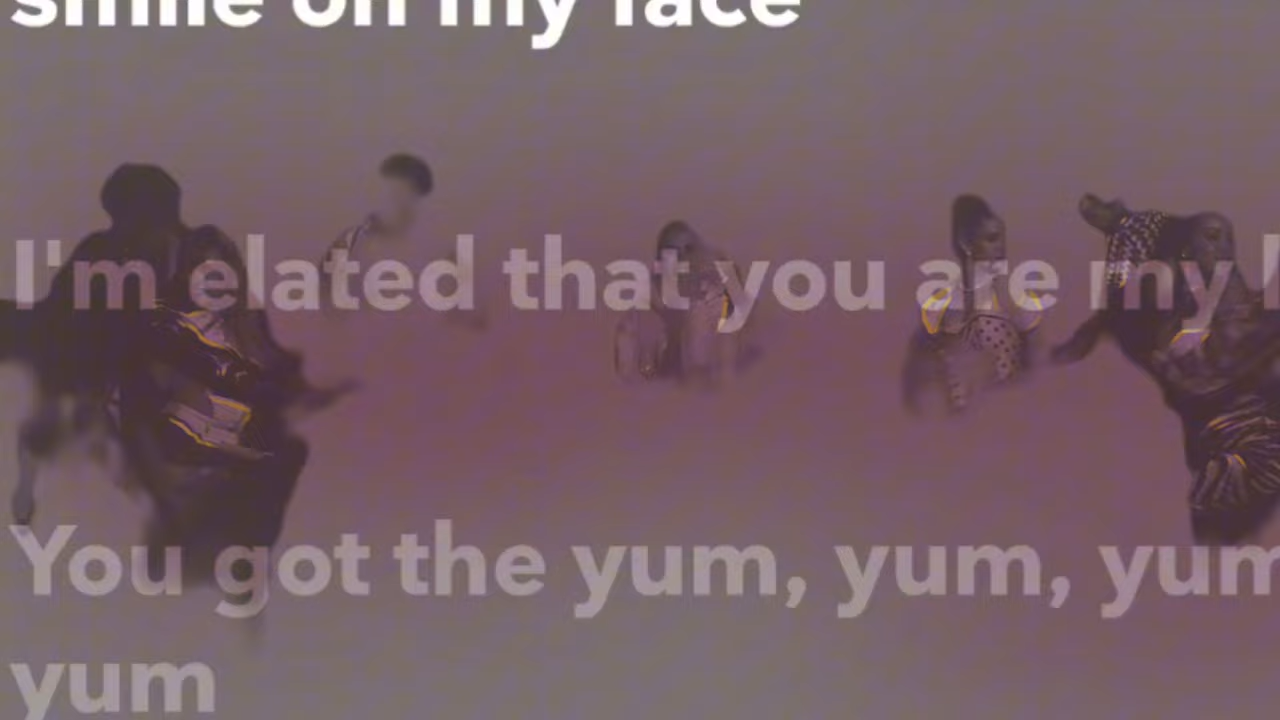 smile on my face
I'm elated that you are my
You got the yum, yum, yum
yum